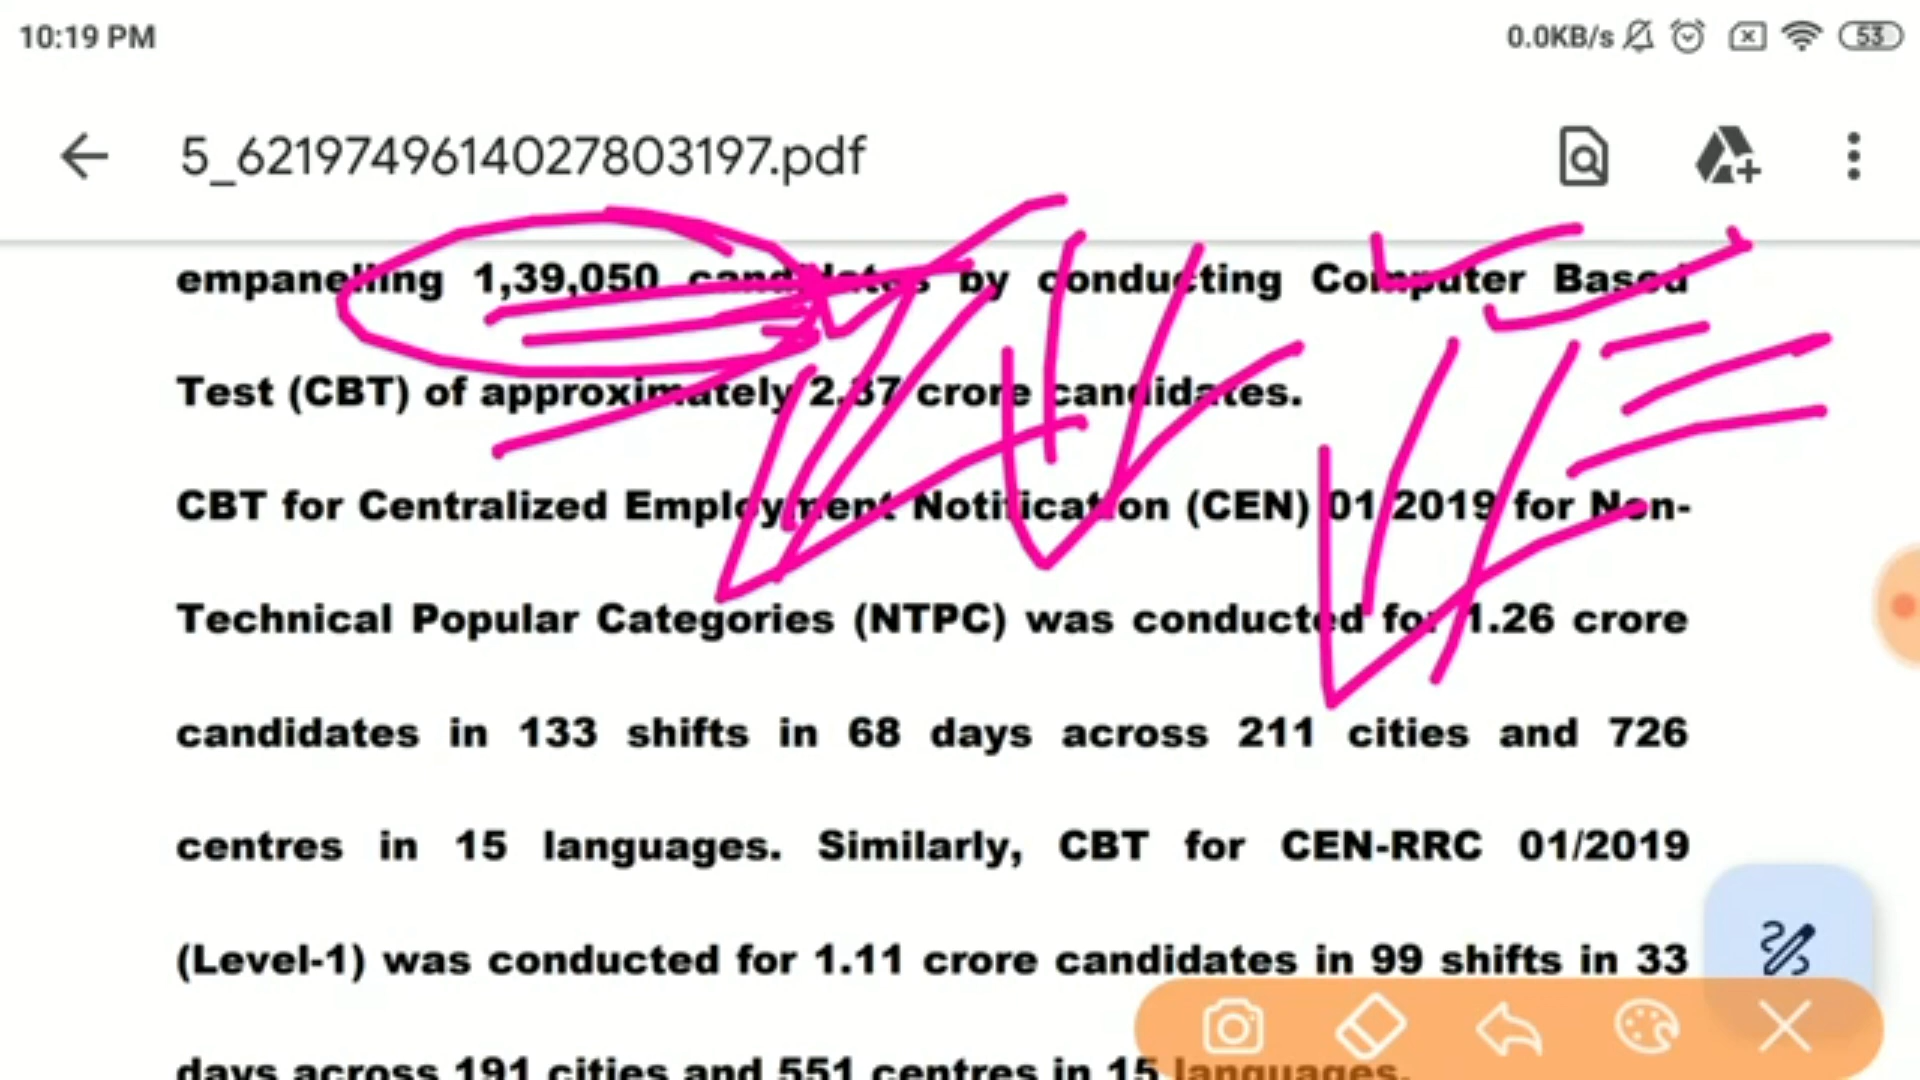 10:19 PM
0.0KB/s
53
5_6219749614027803197.pdf
empanelling 1,39,050 candidates by conducting Computer Based
Test (CBT) of approximately 2.37 crore candidates.
CBT for Centralized Employment Notification (CEN) 01/2019 for Non-
Technical Popular Categories (NTPC) was conducted for 1.26 crore
candidates in 133 shifts in 68 days across 211 cities and 726
centres in 15 languages. Similarly, CBT for CEN-RRC 01/2019
(Level-1) was conducted for 1.11 crore candidates in 99 shifts in 33
days across 191 cities and 551 centres in 15 languages.